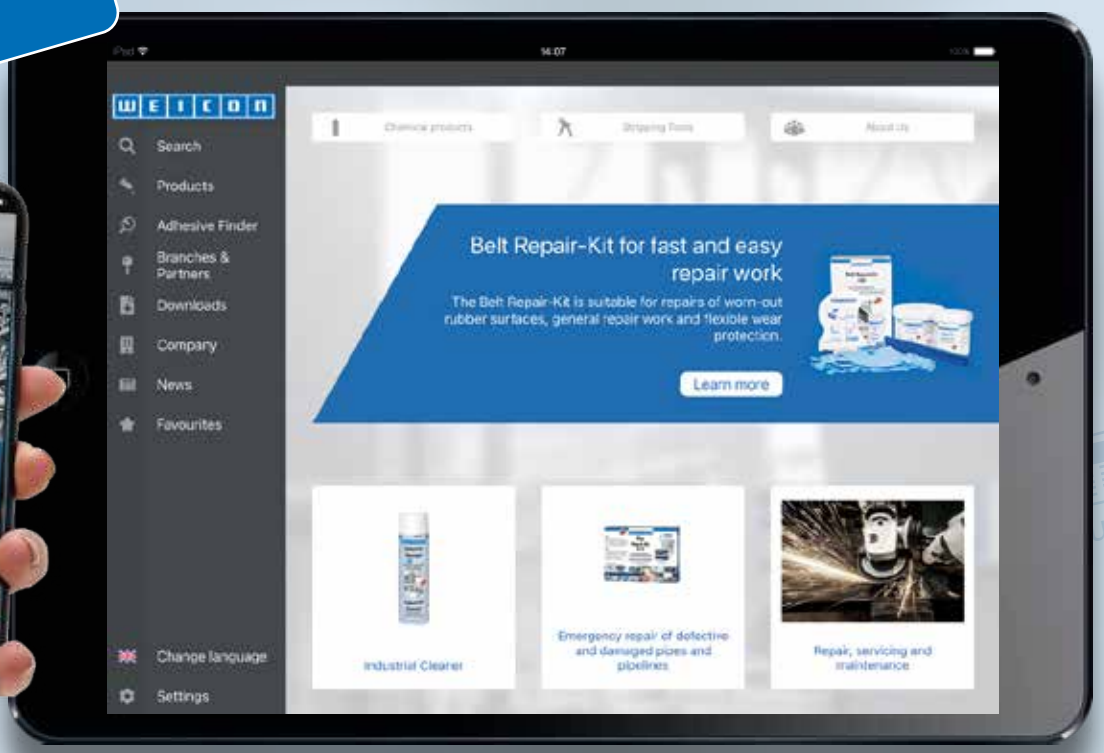 iPad
14:07
100%
WEICON
Search
Products
Adhesive Finder
Branches &
Partners
Downloads
Company
News
Favourites
Change language
Settings
Chemical products
Stripping Tools
About Us
Belt Repair-Kit for fast and easy
repair work
The Belt Repair-Kit is suitable for repairs of worn-out
rubber surfaces, general repair work and flexible wear
protection.
Learn more
Industrial Cleaner
Emergency repair of defective
and damaged pipes and
pipelines
Repair, servicing and
maintenance